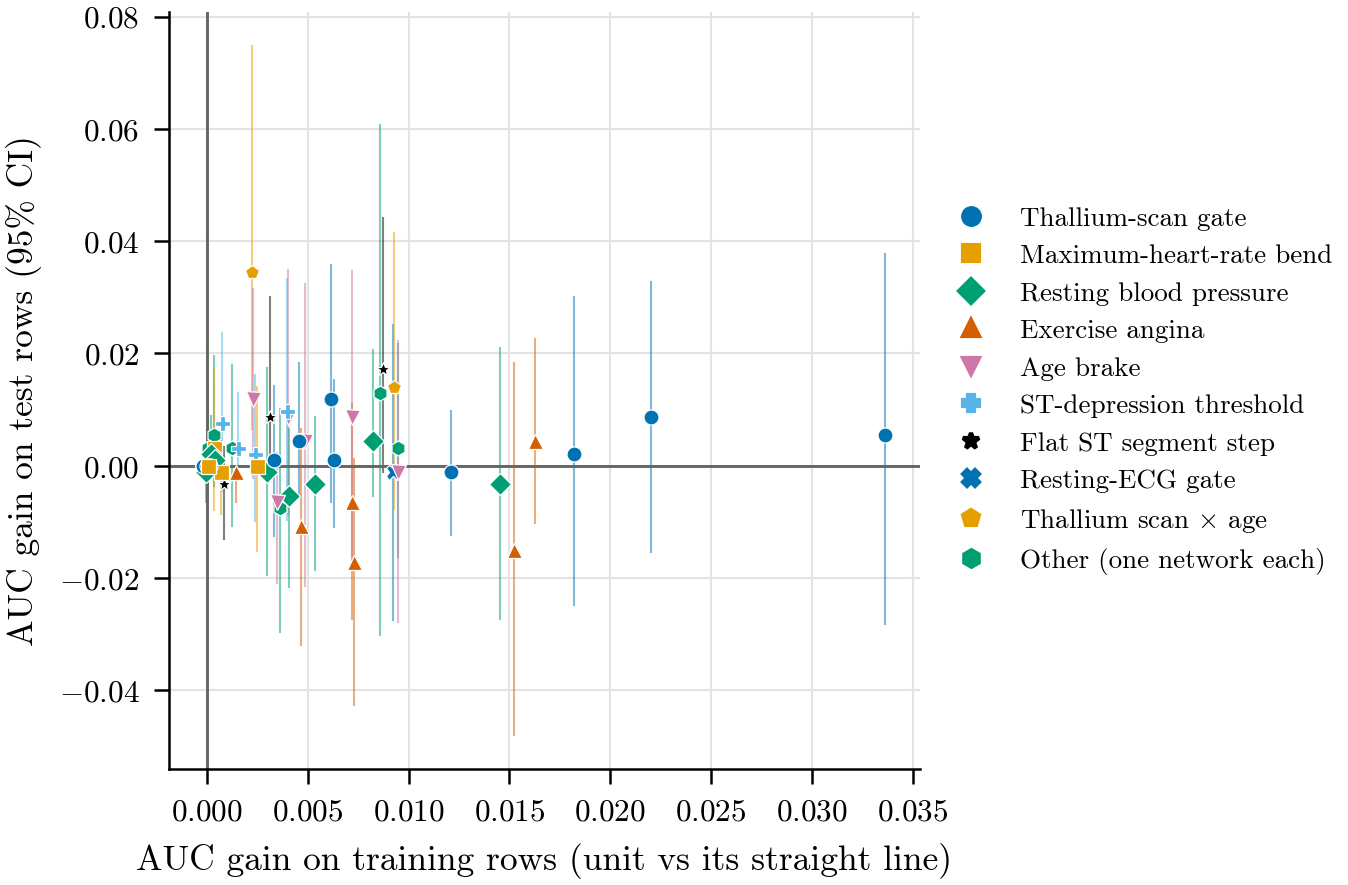 0.08
0.06
0.04
0.02
0.00
−0.02
−0.04
AUC gain on test rows (95% CI)
0.000 0.005 0.010 0.015 0.020 0.025 0.030 0.035
AUC gain on training rows (unit vs its straight line)
Thallium-scan gate
Maximum-heart-rate bend
Resting blood pressure
Exercise angina
Age brake
ST-depression threshold
Flat ST segment step
Resting-ECG gate
Thallium scan × age
Other (one network each)